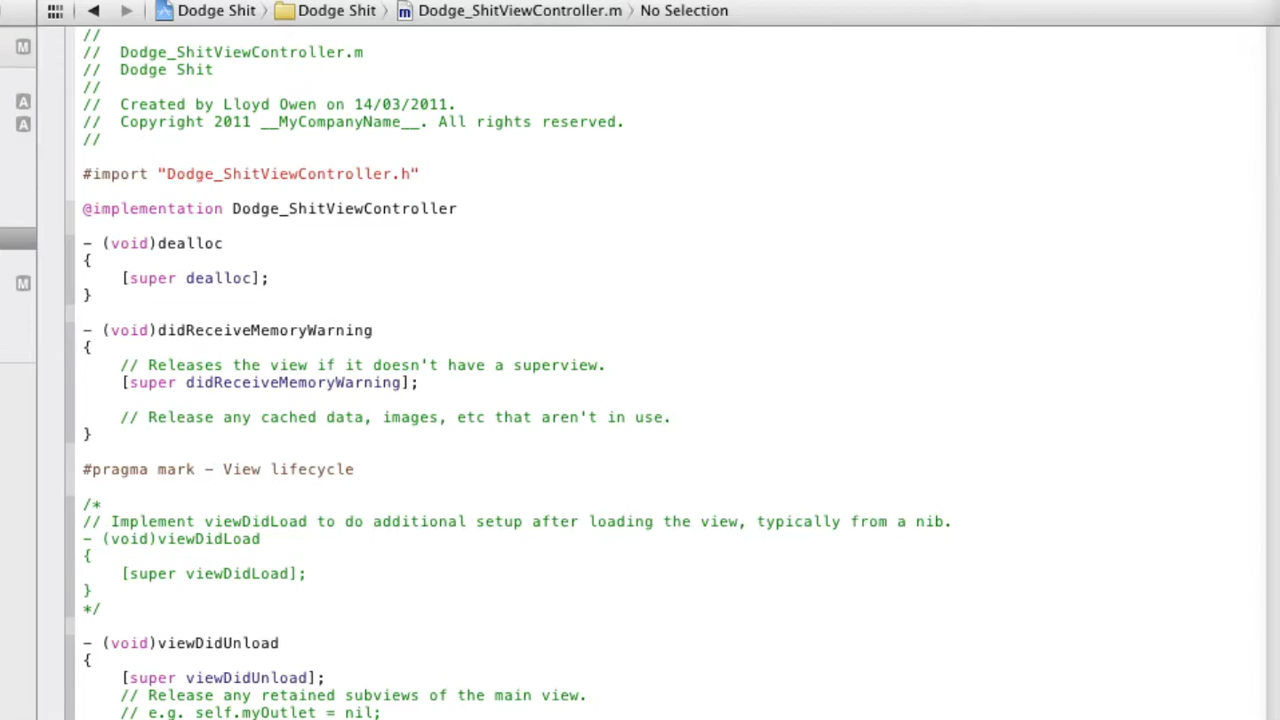 Dodge Shit Dodge Shit Dodge_ShitViewController.m No Selection
M
A
A
M
//
//  Dodge_ShitViewController.m
//  Dodge Shit
//
//  Created by Lloyd Owen on 14/03/2011.
//  Copyright 2011 __MyCompanyName__. All rights reserved.
//
#import "Dodge_ShitViewController.h"
@implementation Dodge_ShitViewController
- (void)dealloc
{
    [super dealloc];
}
- (void)didReceiveMemoryWarning
{
    // Releases the view if it doesn't have a superview.
    [super didReceiveMemoryWarning];
    // Release any cached data, images, etc that aren't in use.
}
#pragma mark - View lifecycle
/*
// Implement viewDidLoad to do additional setup after loading the view, typically from a nib.
- (void)viewDidLoad
{
    [super viewDidLoad];
}
*/
- (void)viewDidUnload
{
    [super viewDidUnload];
    // Release any retained subviews of the main view.
    // e.g. self.myOutlet = nil;